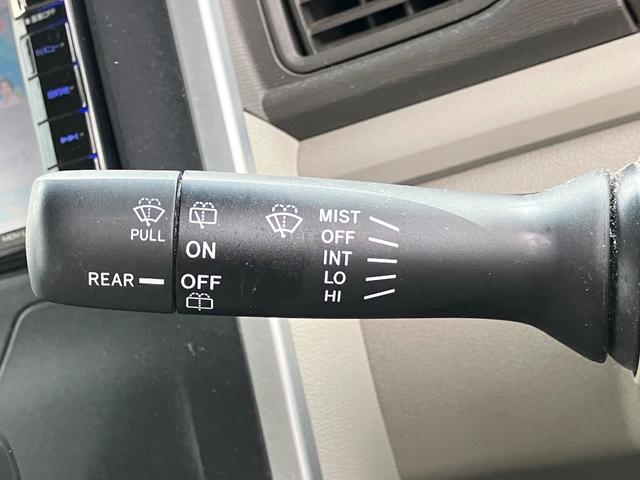 PULL
REAR
ON
OFF
MIST
OFF
INT
LO
HI